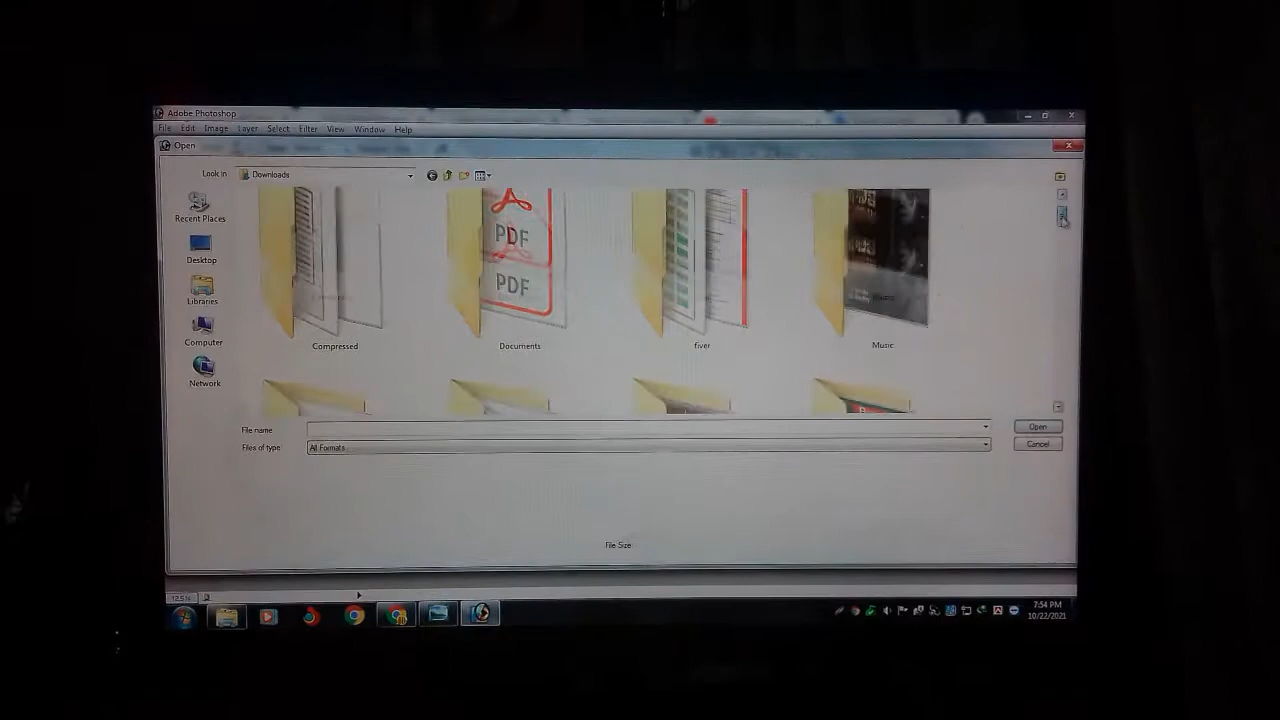 Adobe Photoshop
File Edit Image Layer Select Filter View Window Help
Open
Look in Downloads
Recent Places
Desktop
Libraries
Computer
Network
PDF
PDF
Compressed Documents fiver Music
File name Open
Files of type All Formats Cancel
File Size
7:54 PM
10/22/2021